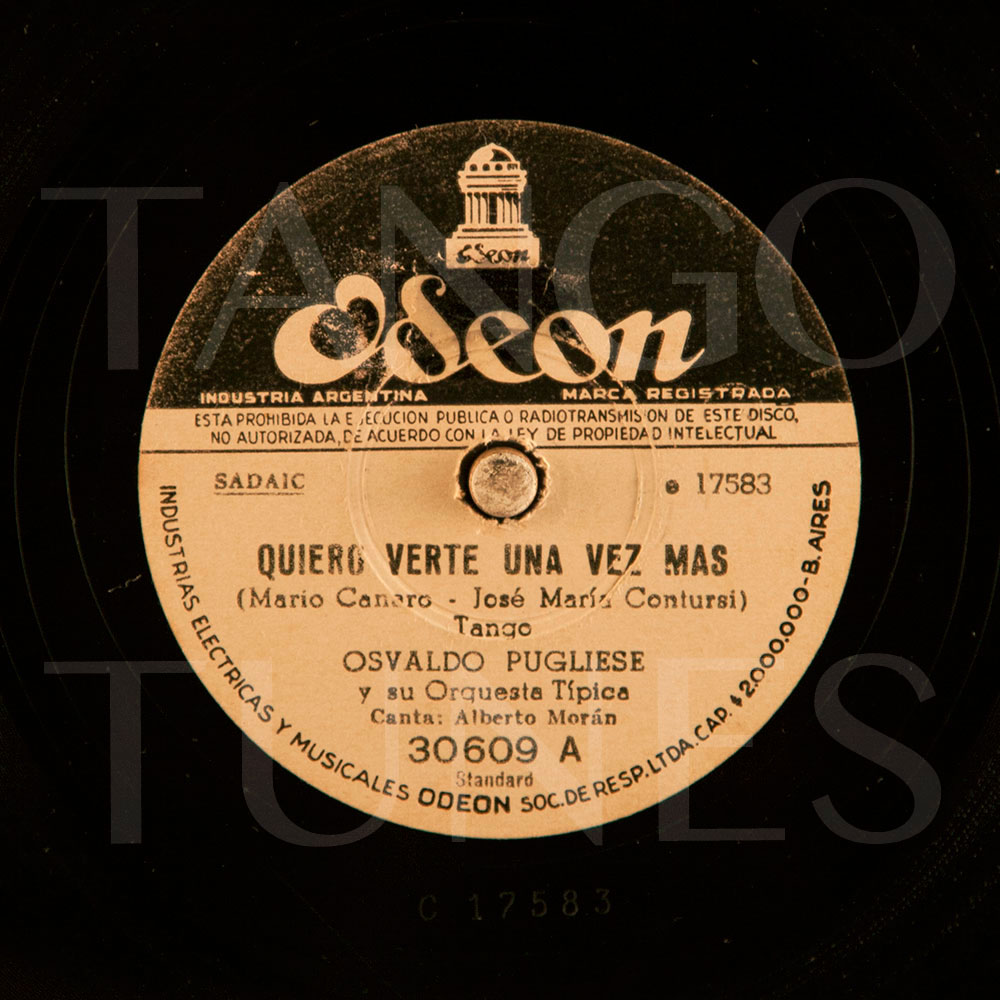 TANGO
TUNES
Odeon
Odeon
INDUSTRIA ARGENTINA MARCA REGISTRADA
ESTA PROHIBIDA LA EJECUCION PUBLICA O RADIOTRANSMISION DE ESTE DISCO,
NO AUTORIZADA, DE ACUERDO CON LA LEY DE PROPIEDAD INTELECTUAL
SADAIC e 17583
QUIERO VERTE UNA VEZ MAS
(Mario Canaro - José María Contursi)
Tango
OSVALDO PUGLIESE
y su Orquesta Típica
Canta: Alberto Morán
30609 A
Standard
INDUSTRIAS ELECTRICAS Y MUSICALES ODEON SOC. DE RESP. LTDA. CAP. $ 2.000.000-B. AIRES
C 17583